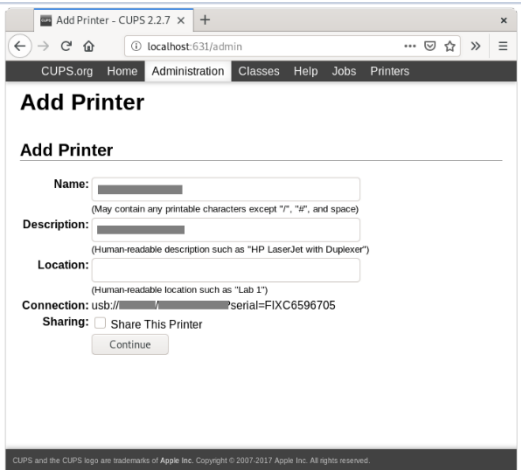 Add Printer - CUPS 2.2.7
localhost:631/admin
CUPS.org Home Administration Classes Help Jobs Printers
Add Printer
Add Printer
Name:
(May contain any printable characters except "/", "#", and space)
Description:
(Human-readable description such as "HP LaserJet with Duplexer")
Location:
(Human-readable location such as "Lab 1")
Connection: usb:// / ?serial=FIXC6596705
Sharing: Share This Printer
Continue
CUPS and the CUPS logo are trademarks of Apple Inc. Copyright © 2007-2017 Apple Inc. All rights reserved.